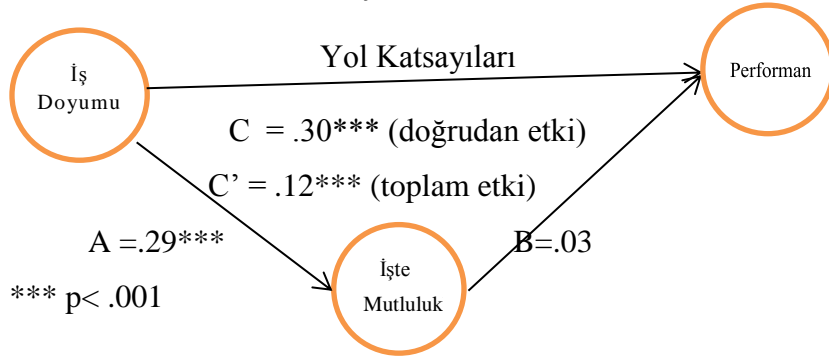 Yol Katsayıları
İş
Doyumu
Performan
C = .30*** (doğrudan etki)
C’ = .12*** (toplam etki)
A =.29***
B=.03
İşte
Mutluluk
*** p< .001